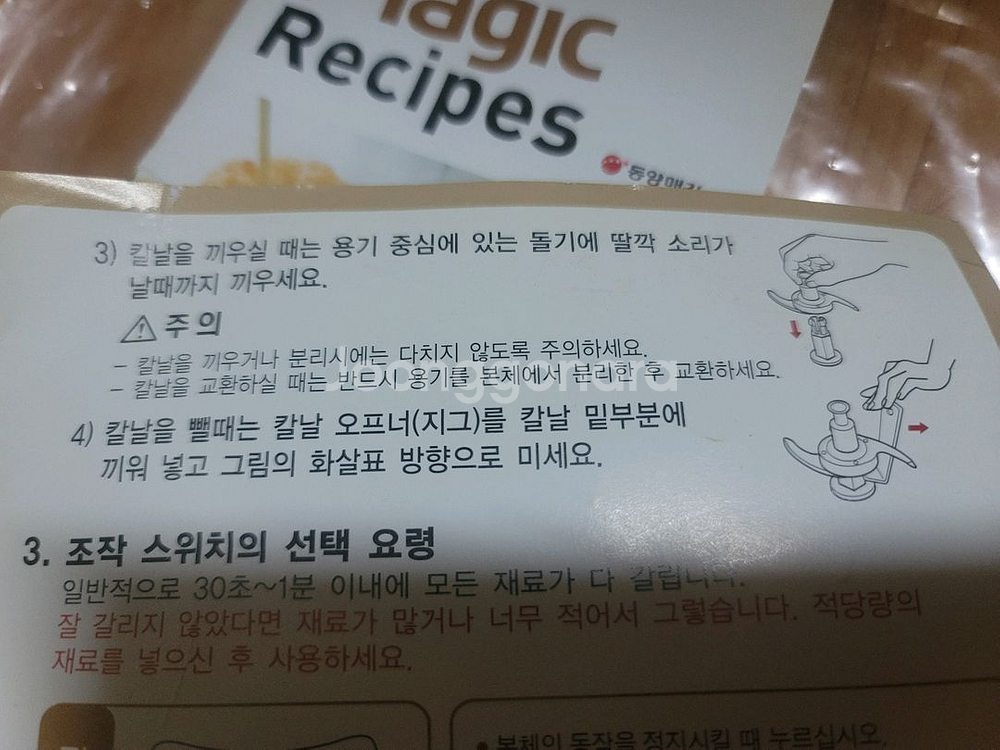 Recipes
3) 칼날을 끼우실 때는 용기 중심에 있는 돌기에 딸깍 소리가
날때까지 끼우세요.
주의
– 칼날을 끼우거나 분리시에는 다치지 않도록 주의하세요.
– 칼날을 교환하실 때는 반드시 용기를 본체에서 분리한 후 교환하세요.
Joonggonara
4) 칼날을 뺄때는 칼날 오프너(지그)를 칼날 밑부분에
끼워 넣고 그림의 화살표 방향으로 미세요.
3. 조작 스위치의 선택 요령
일반적으로 30초~1분 이내에 모든 재료가 다 갈립니다.
잘 갈리지 않았다면 재료가 많거나 너무 적어서 그렇습니다. 적당량의
재료를 넣으신 후 사용하세요.
• 본체의 동작을 정지시킬 때 누르십시오.